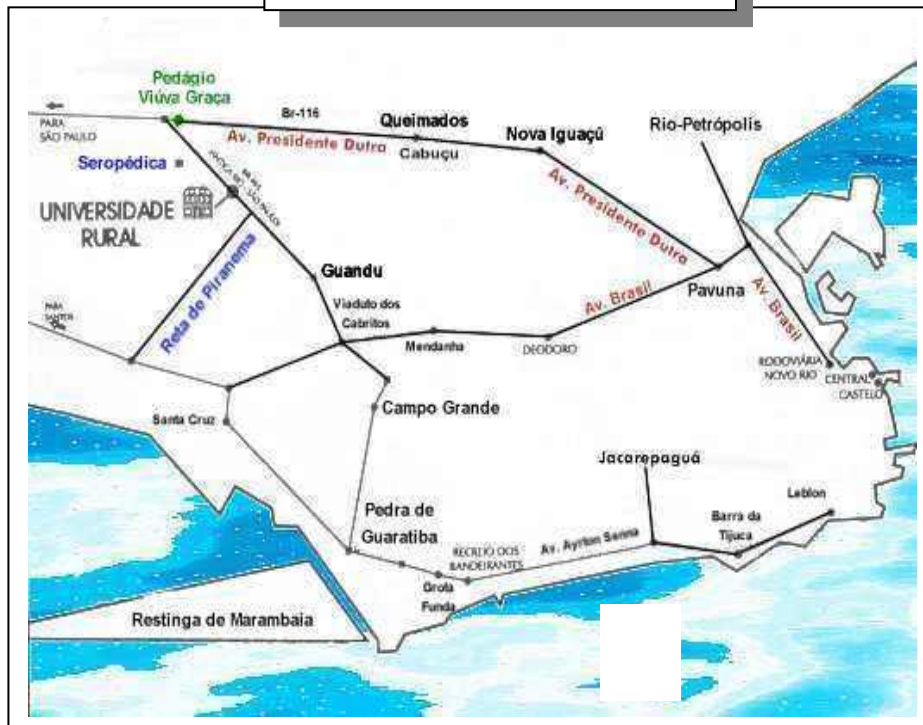 Pedágio
Viúva Graça
Br-116
PARA
SÃO PAULO
Av. Presidente Dutra
Queimados
Cabuçu
Nova Iguaçú
Rio-Petrópolis
Seropédica
UNIVERSIDADE
RURAL
Av. Presidente Dutra
Reta de Piranema
Guandu
Av. Brasil
Pavuna
Av. Brasil
PARA
SANTOS
Viaduto dos
Cabritos
Mendanha
DEODORO
RODOVIÁRIA
NOVO RIO
CENTRAL
CASTELO
Santa Cruz
Campo Grande
Jacarepaguá
Leblon
Pedra de
Guaratiba
Barra da
Tijuca
Av. Ayrton Senna
RECREIO DOS
BANDEIRANTES
Grota
Funda
Restinga de Marambaia